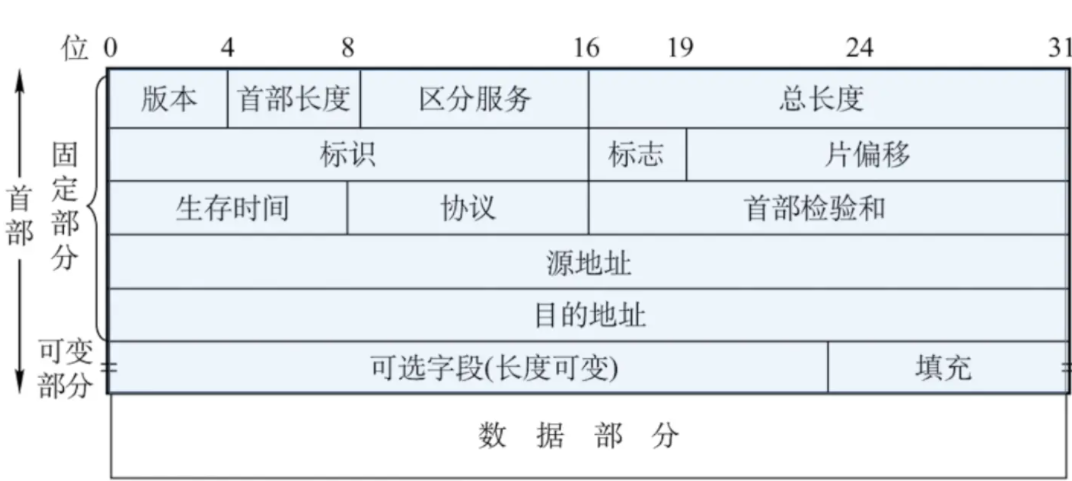 位 0 4 8 16 19 24 31
版本 首部长度 区分服务 总长度
标识 标志 片偏移
生存时间 协议 首部检验和
源地址
目的地址
可选字段(长度可变) 填充
数据部分
首部
固定部分
可变部分